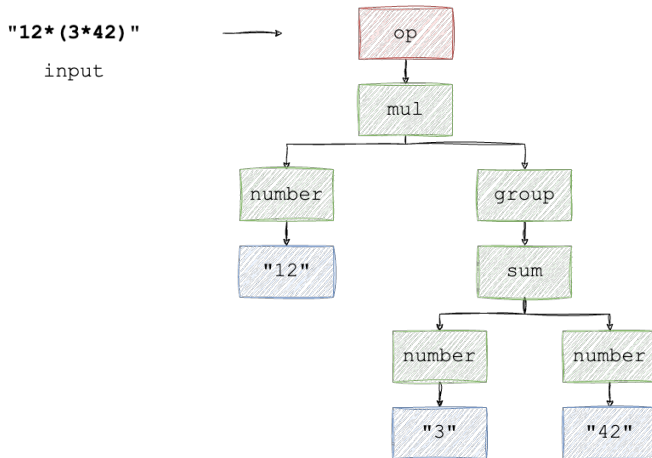 "12*(3*42)"
op
input
mul
number
group
"12"
sum
number
number
"3"
"42"